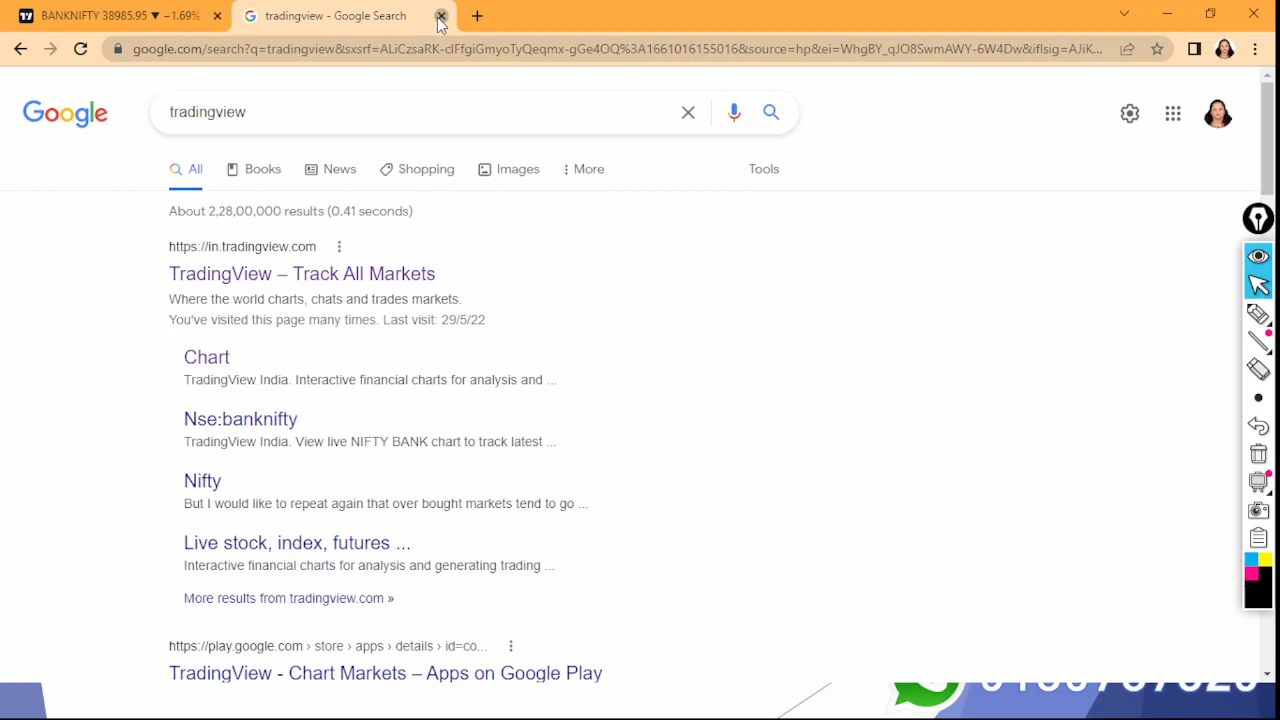 BANKNIFTY 38985.95 ▼ −1.69%
tradingview - Google Search
google.com/search?q=tradingview&sxsrf=ALiCzsaRK-cIFfgiGmyoTyQeqmx-gGe4OQ%3A1661016155016&source=hp&ei=WhgBY_qJO8SwmAWY-6W4Dw&iflsig=AJiK...
Google
tradingview
All
Books
News
Shopping
Images
More
Tools
About 2,28,00,000 results (0.41 seconds)
https://in.tradingview.com
TradingView – Track All Markets
Where the world charts, chats and trades markets.
You've visited this page many times. Last visit: 29/5/22
Chart
TradingView India. Interactive financial charts for analysis and ...
Nse:banknifty
TradingView India. View live NIFTY BANK chart to track latest ...
Nifty
But I would like to repeat again that over bought markets tend to go ...
Live stock, index, futures ...
Interactive financial charts for analysis and generating trading ...
More results from tradingview.com »
https://play.google.com › store › apps › details › id=co...
TradingView - Chart Markets – Apps on Google Play